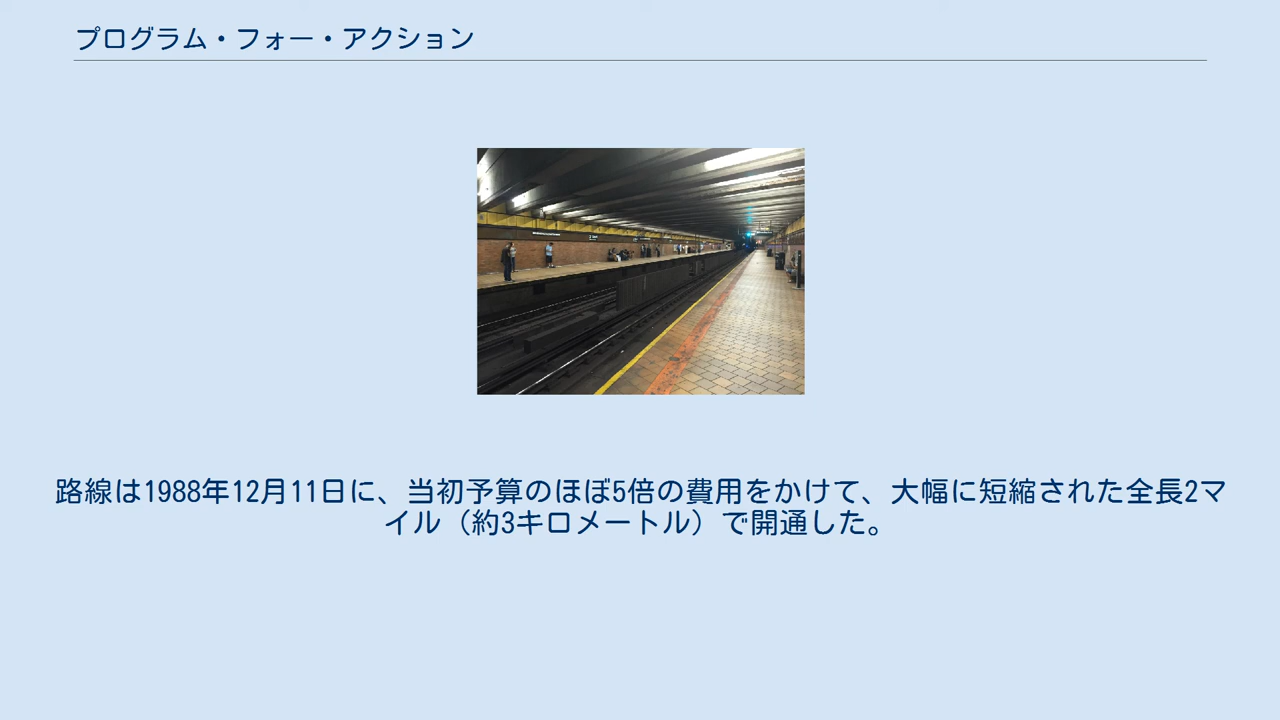 プログラム・フォー・アクション
路線は1988年12月11日に、当初予算のほぼ5倍の費用をかけて、大幅に短縮された全長2マ
イル（約3キロメートル）で開通した。